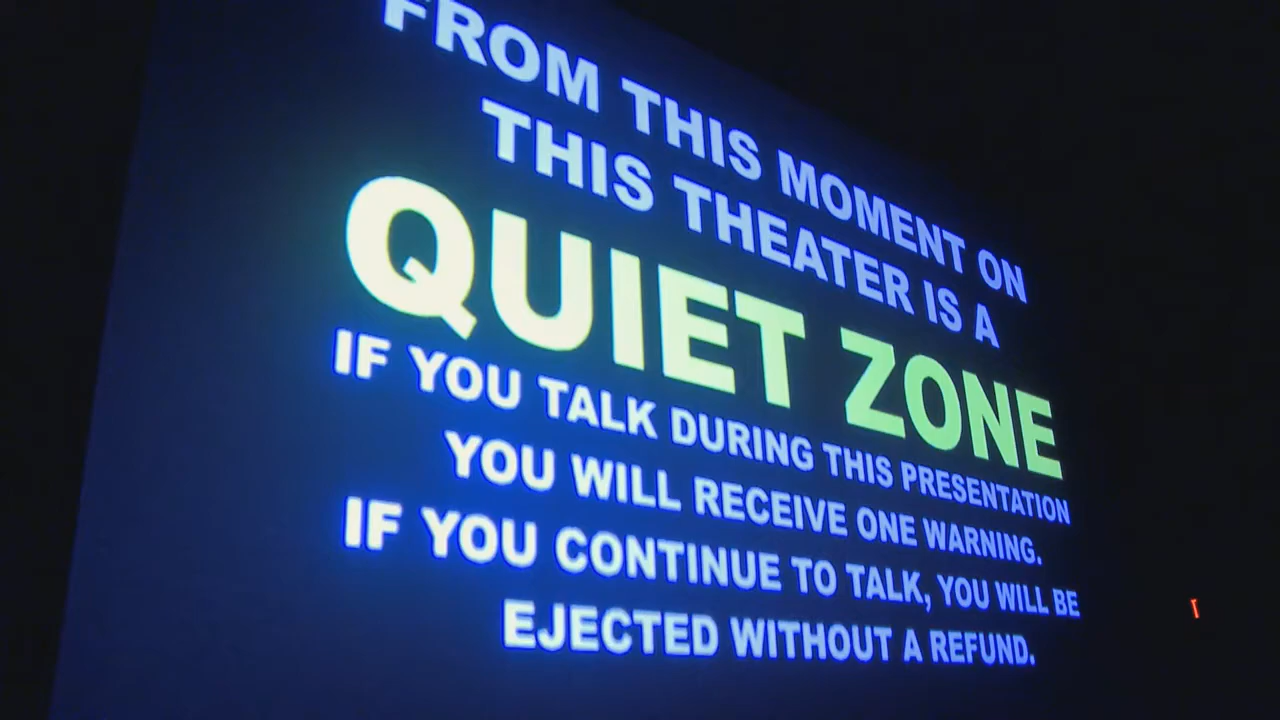 FROM THIS MOMENT ON
THIS THEATER IS A
QUIET ZONE
IF YOU TALK DURING THIS PRESENTATION
YOU WILL RECEIVE ONE WARNING.
IF YOU CONTINUE TO TALK, YOU WILL BE
EJECTED WITHOUT A REFUND.